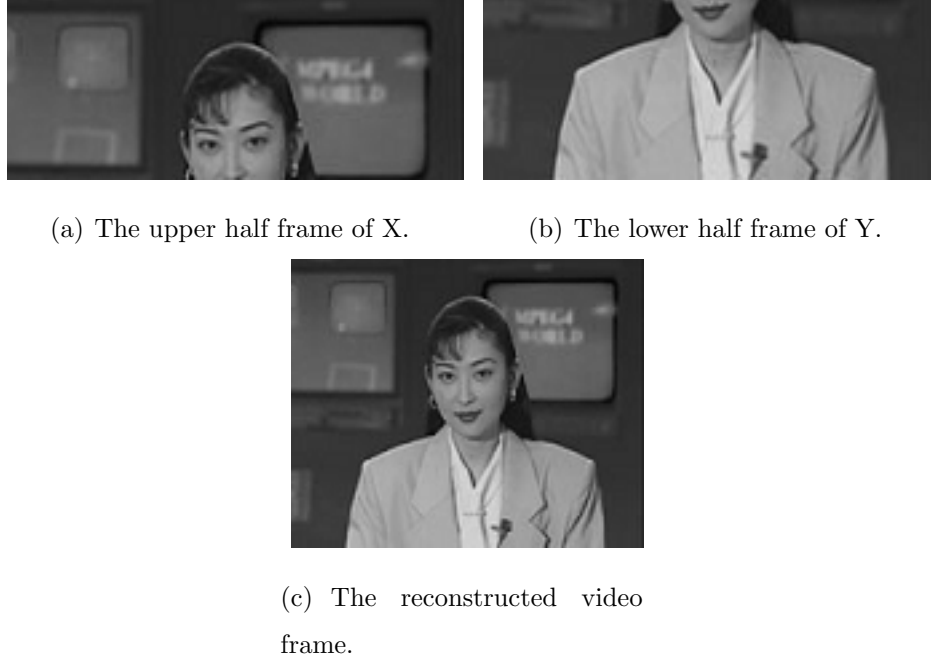 MPEG4
WORLD
(a) The upper half frame of X.
(b) The lower half frame of Y.
MPEG4
WORLD
(c) The reconstructed video
frame.